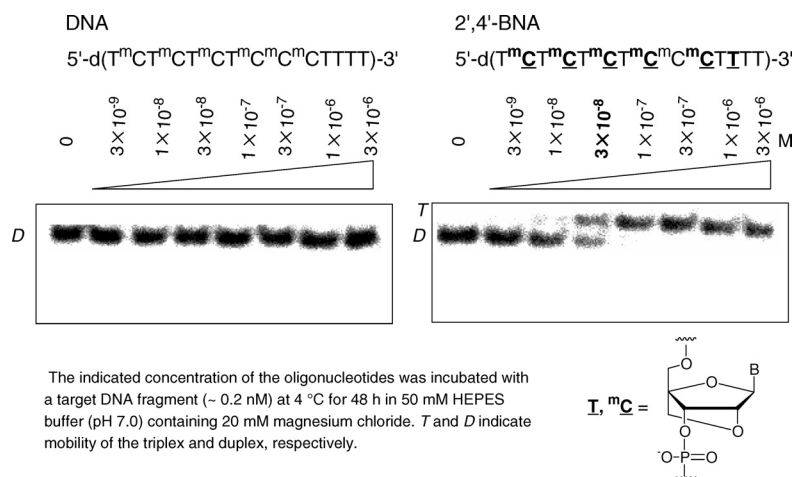 DNA
5'-d(TmCTmCTmCTmCmCmCTTTT)-3'
0 3×10-9 1×10-8 3×10-8 1×10-7 3×10-7 1×10-6 3×10-6
D
2',4'-BNA
5'-d(TmCTmCTmCTmCmCmCTTTT)-3'
0 3×10-9 1×10-8 3×10-8 1×10-7 3×10-7 1×10-6 3×10-6 M
T
D
The indicated concentration of the oligonucleotides was incubated with
a target DNA fragment (~ 0.2 nM) at 4 °C for 48 h in 50 mM HEPES
buffer (pH 7.0) containing 20 mM magnesium chloride. T and D indicate
mobility of the triplex and duplex, respectively.
T, mC =
O
B
O
O
O
-O-P=O